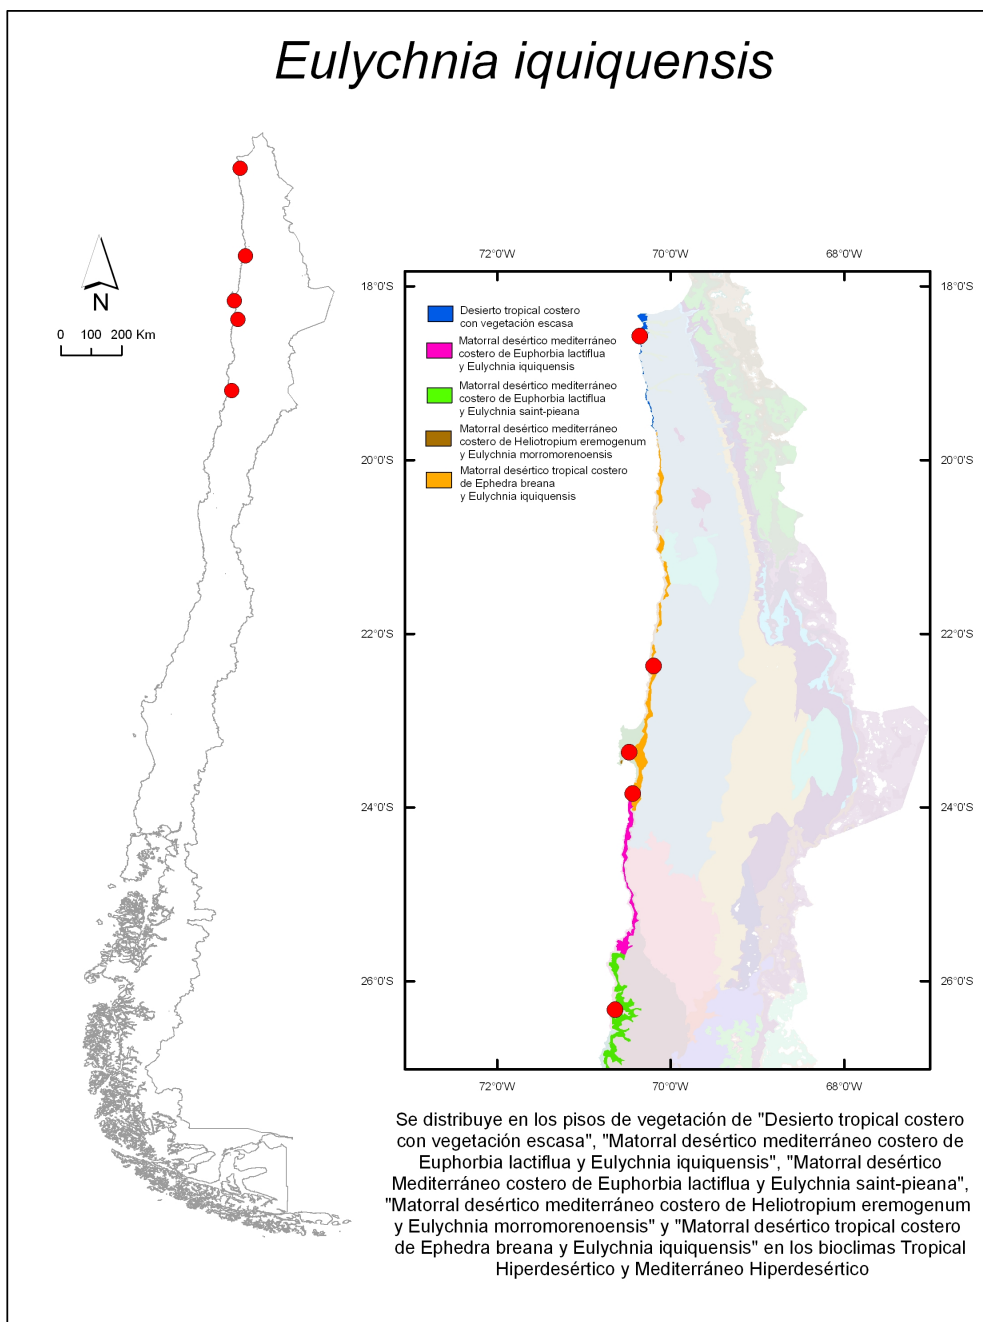 Eulychnia iquiquensis
N
0 100 200 Km
72°0'W 70°0'W 68°0'W
18°0'S 18°0'S
20°0'S 20°0'S
22°0'S 22°0'S
24°0'S 24°0'S
26°0'S 26°0'S
72°0'W 70°0'W 68°0'W
Desierto tropical costero
con vegetación escasa
Matorral desértico mediterráneo
costero de Euphorbia lactiflua
y Eulychnia iquiquensis
Matorral desértico mediterráneo
costero de Euphorbia lactiflua
y Eulychnia saint-pieana
Matorral desértico mediterráneo
costero de Heliotropium eremogenum
y Eulychnia morromorenoensis
Matorral desértico tropical costero
de Ephedra breana
y Eulychnia iquiquensis
Se distribuye en los pisos de vegetación de "Desierto tropical costero
con vegetación escasa", "Matorral desértico mediterráneo costero de
Euphorbia lactiflua y Eulychnia iquiquensis", "Matorral desértico
Mediterráneo costero de Euphorbia lactiflua y Eulychnia saint-pieana",
"Matorral desértico mediterráneo costero de Heliotropium eremogenum
y Eulychnia morromorenoensis" y "Matorral desértico tropical costero
de Ephedra breana y Eulychnia iquiquensis" en los bioclimas Tropical
Hiperdesértico y Mediterráneo Hiperdesértico